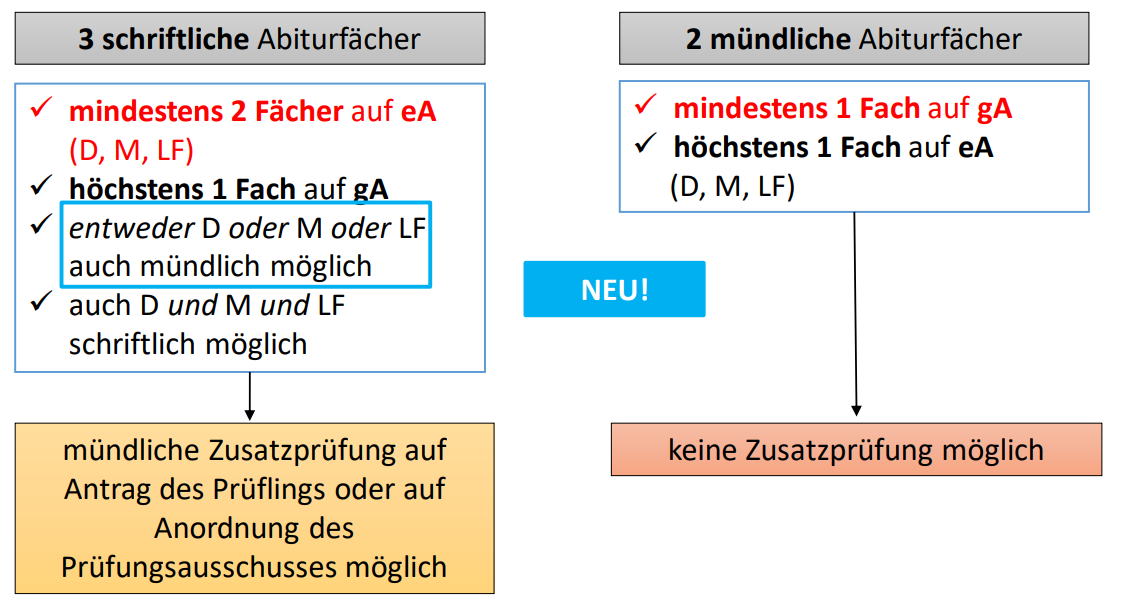 3 schriftliche Abiturfächer
mindestens 2 Fächer auf eA
(D, M, LF)
höchstens 1 Fach auf gA
entweder D oder M oder LF
auch mündlich möglich
auch D und M und LF
schriftlich möglich
mündliche Zusatzprüfung auf
Antrag des Prüflings oder auf
Anordnung des
Prüfungsausschusses möglich
NEU!
2 mündliche Abiturfächer
mindestens 1 Fach auf gA
höchstens 1 Fach auf eA
(D, M, LF)
keine Zusatzprüfung möglich